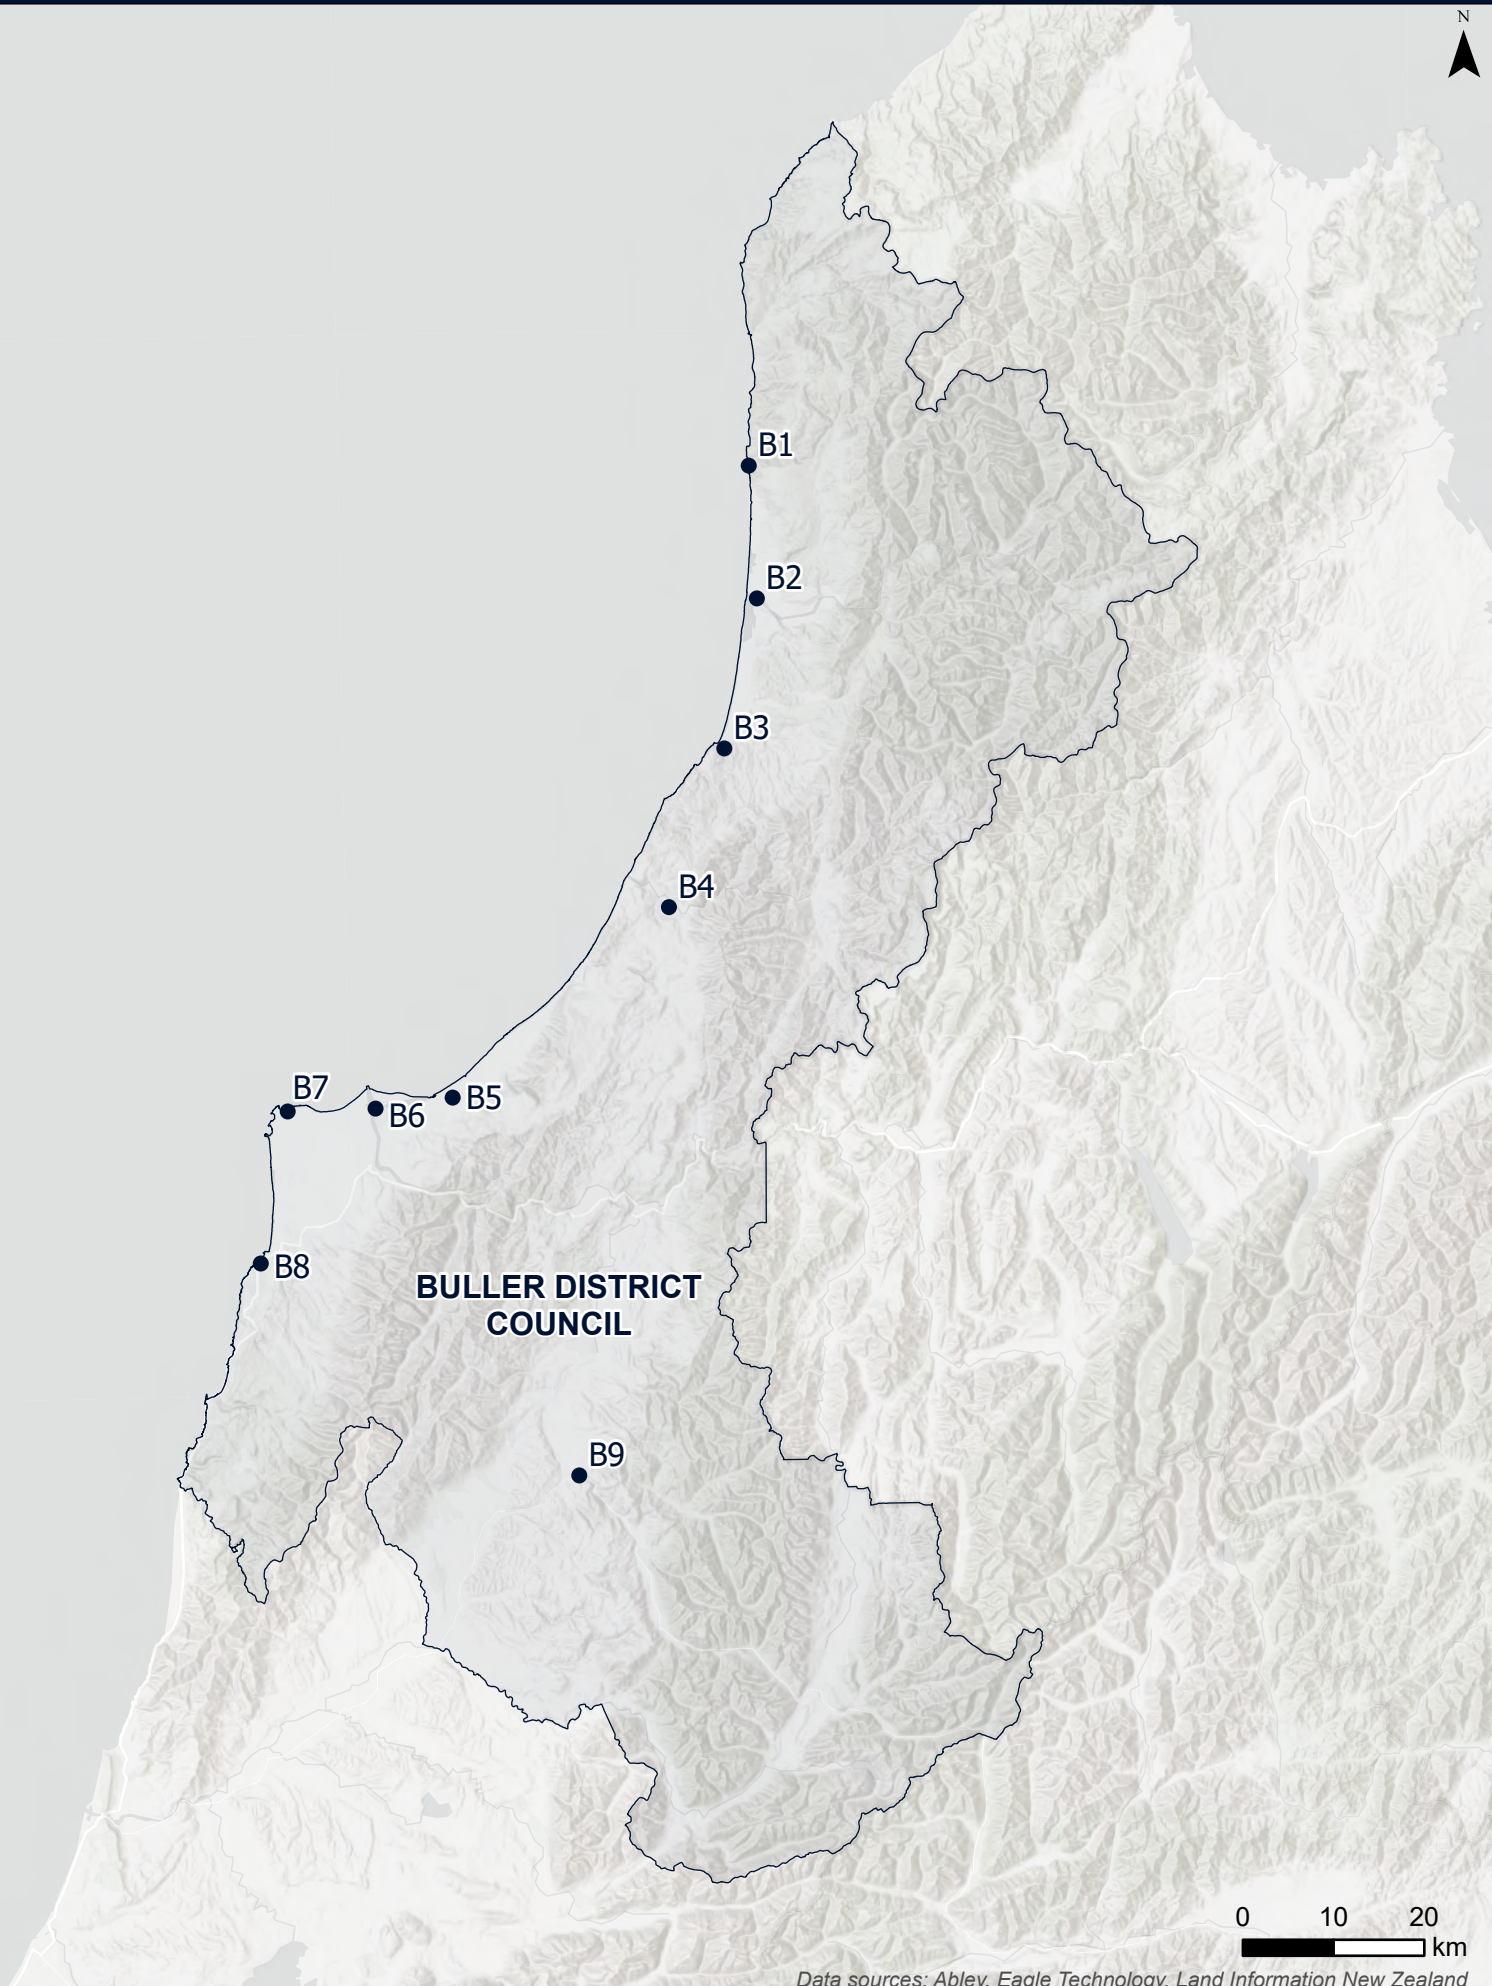 N
B1
B2
B3
B4
B5
B6
B7
B8
BULLER DISTRICT
COUNCIL
B9
0 10 20
km
Data sources: Abley, Eagle Technology, Land Information New Zealand